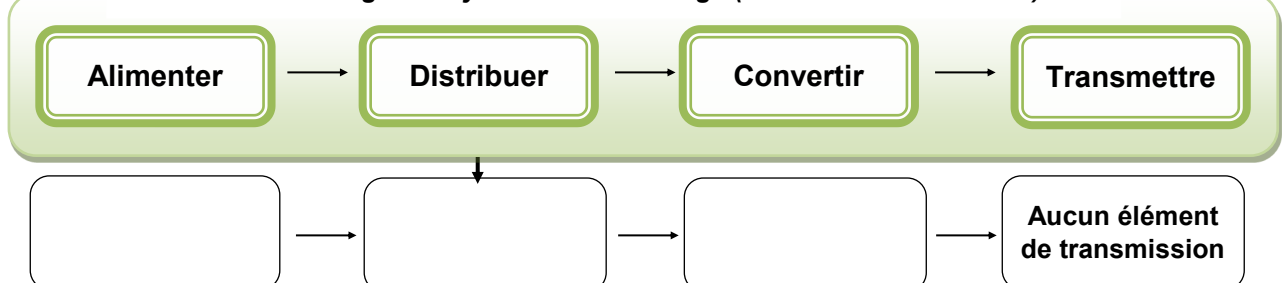 Alimenter
Distribuer
Convertir
Transmettre
Aucun élément
de transmission